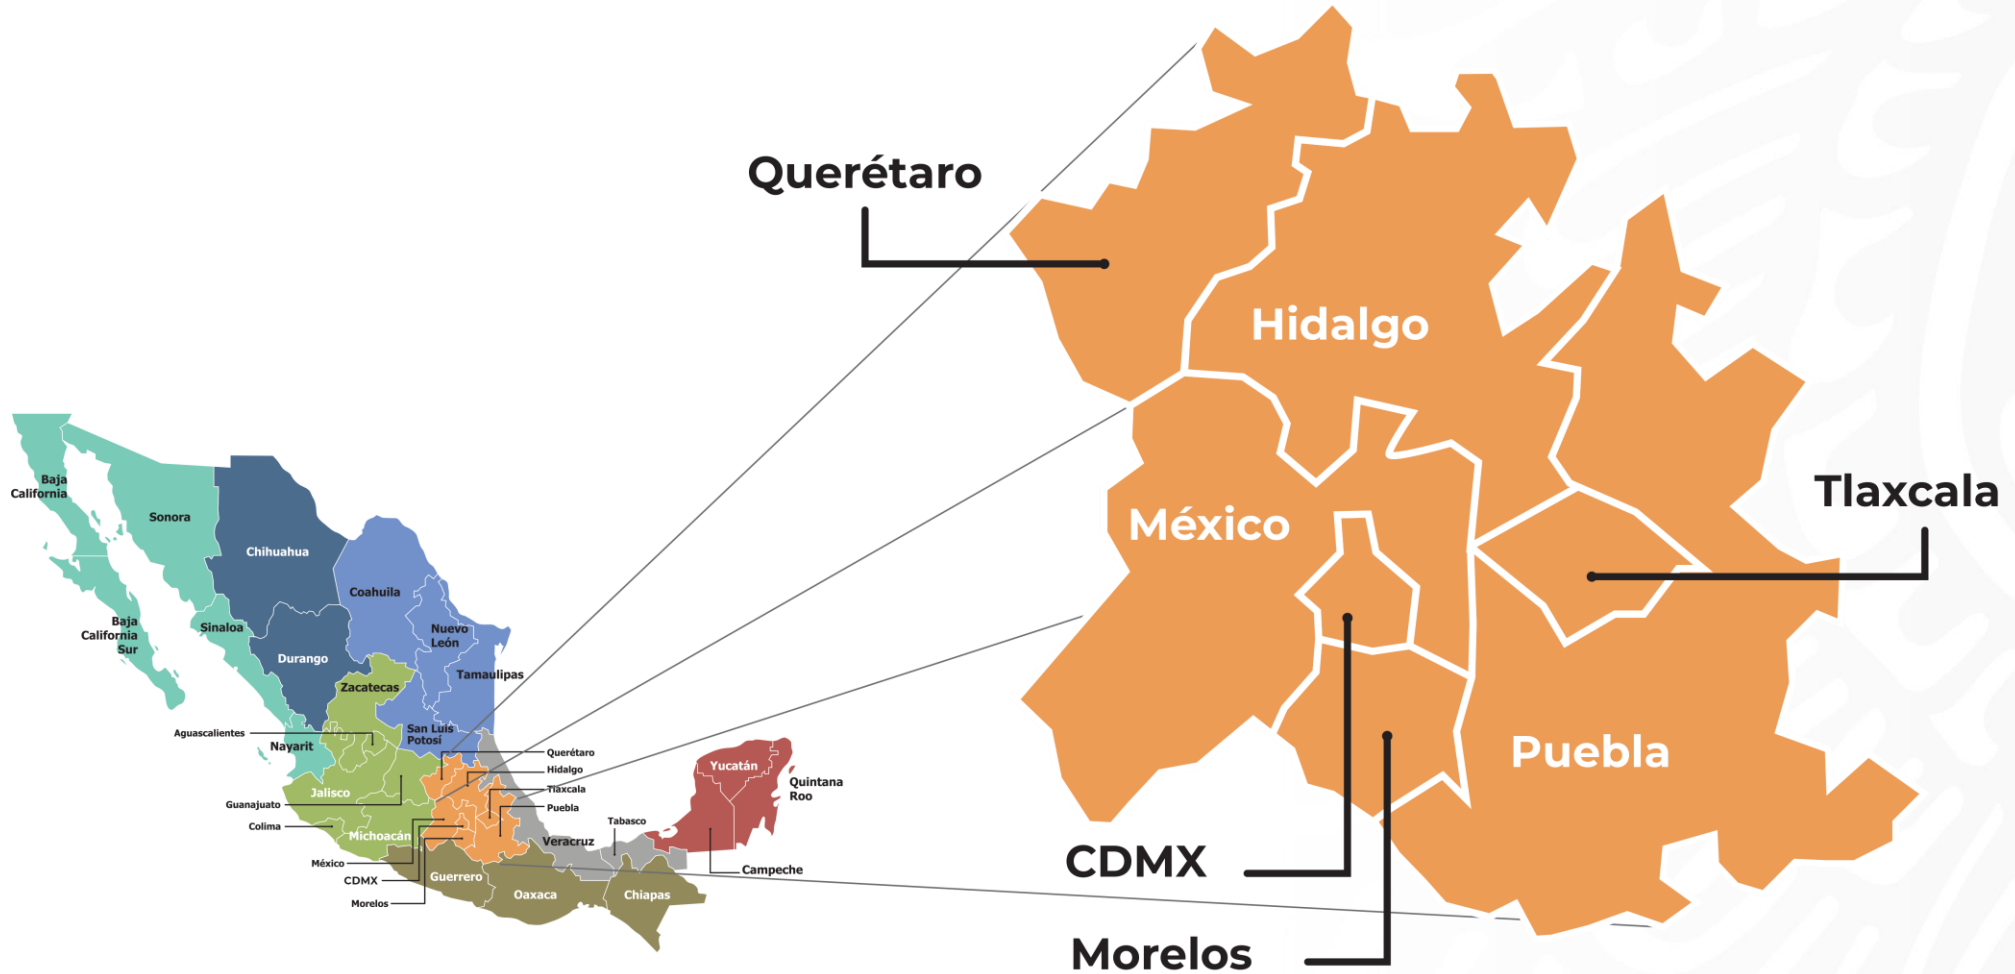 Querétaro
Hidalgo
Tlaxcala
México
Puebla
CDMX
Morelos
Baja
California
Sonora
Chihuahua
Coahuila
Baja
California
Sur
Sinaloa
Nuevo
León
Durango
Tamaulipas
Zacatecas
Aguascalientes
San Luis
Potosí
Nayarit
Querétaro
Hidalgo
Yucatán
Quintana
Roo
Jalisco
Tlaxcala
Guanajuato
Puebla
Colima
Michoacán
Tabasco
Veracruz
México
CDMX
Guerrero
Campeche
Morelos
Oaxaca
Chiapas